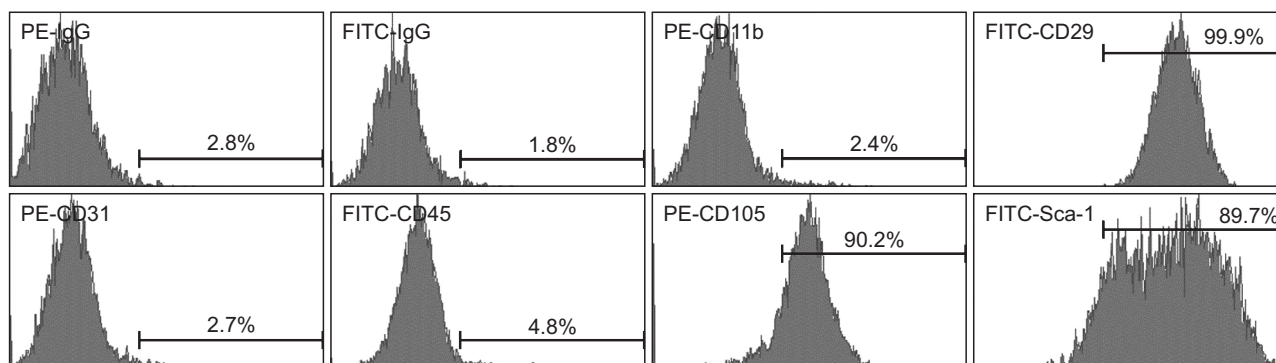 PE-IgG
2.8%
FITC-IgG
1.8%
PE-CD11b
2.4%
FITC-CD29
99.9%
PE-CD31
2.7%
FITC-CD45
4.8%
PE-CD105
90.2%
FITC-Sca-1
89.7%